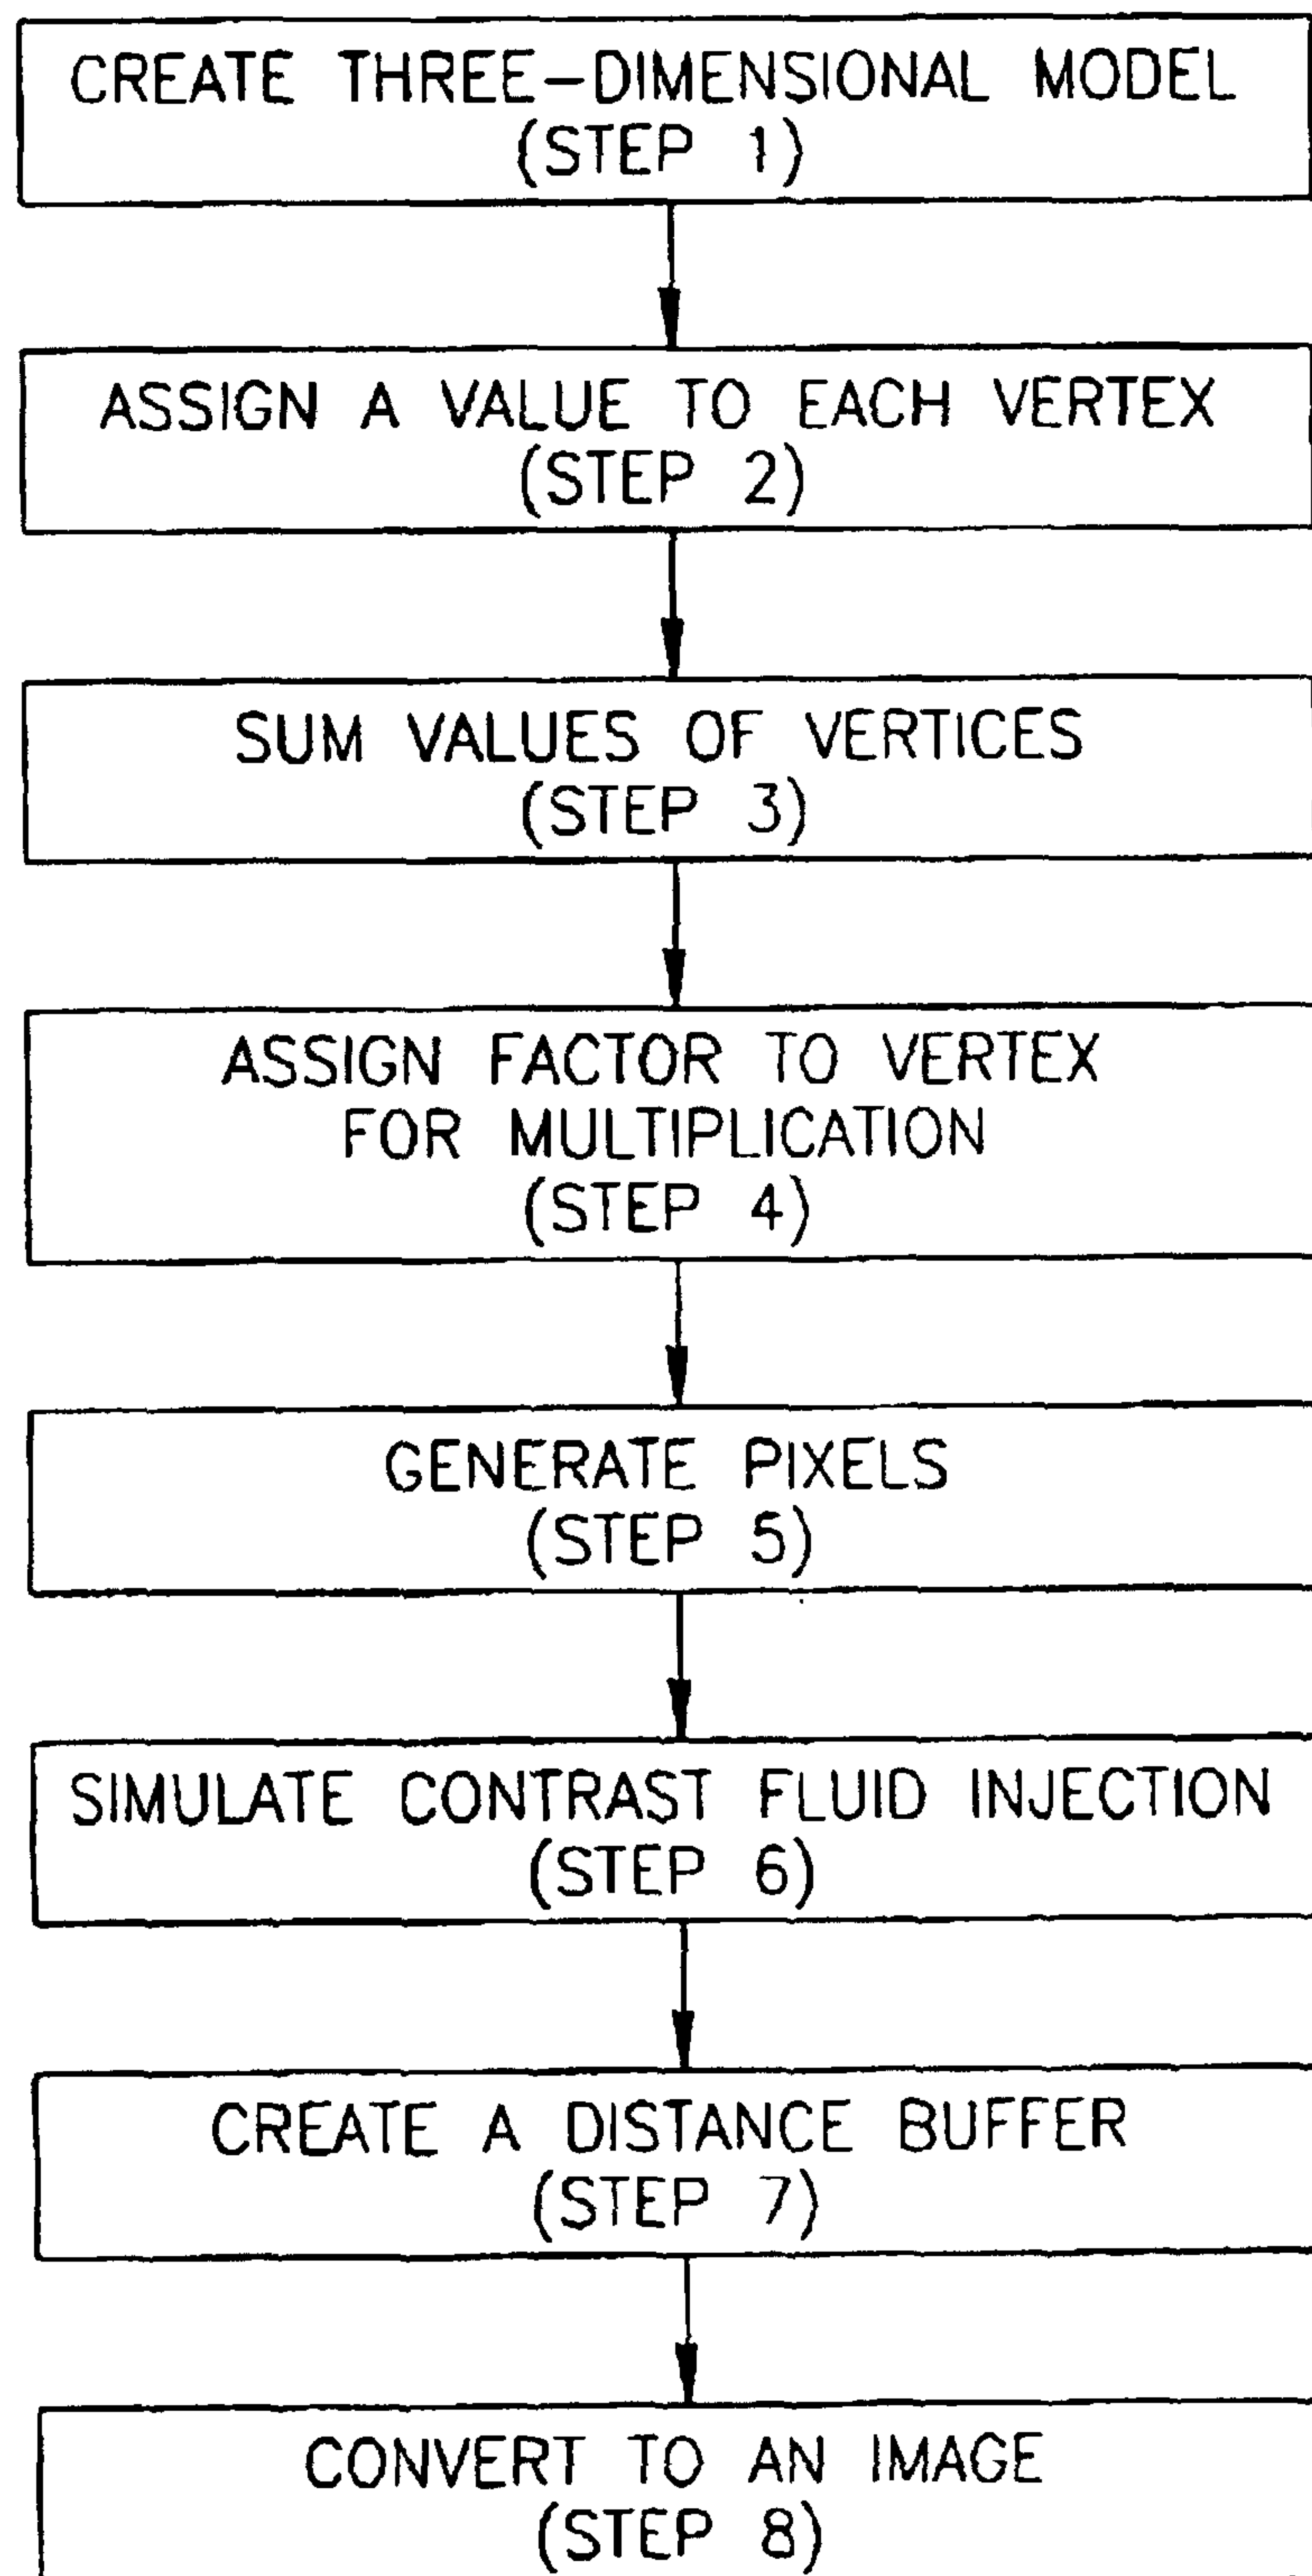 CREATE THREE-DIMENSIONAL MODEL
(STEP 1)
ASSIGN A VALUE TO EACH VERTEX
(STEP 2)
SUM VALUES OF VERTICES
(STEP 3)
ASSIGN FACTOR TO VERTEX
FOR MULTIPLICATION
(STEP 4)
GENERATE PIXELS
(STEP 5)
SIMULATE CONTRAST FLUID INJECTION
(STEP 6)
CREATE A DISTANCE BUFFER
(STEP 7)
CONVERT TO AN IMAGE
(STEP 8)